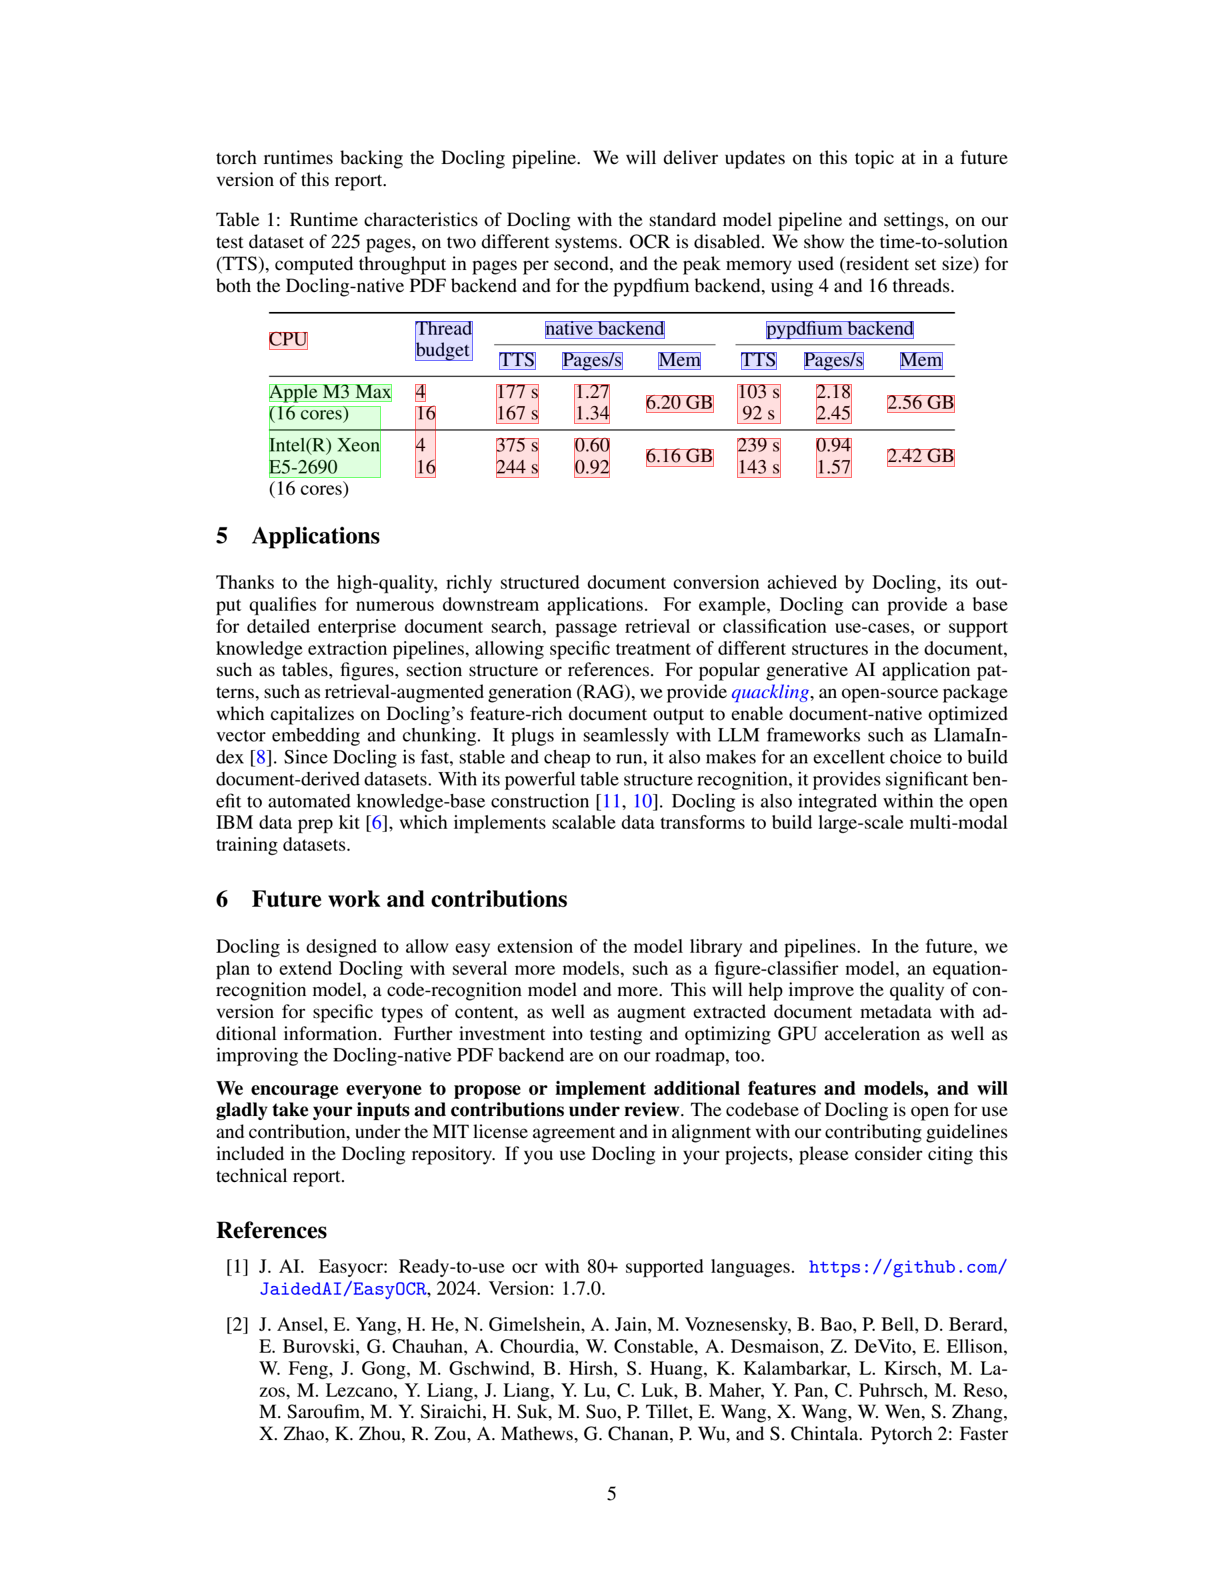 torch runtimes backing the Docling pipeline. We will deliver updates on this topic at in a future
version of this report.
Table 1: Runtime characteristics of Docling with the standard model pipeline and settings, on our
test dataset of 225 pages, on two different systems. OCR is disabled. We show the time-to-solution
(TTS), computed throughput in pages per second, and the peak memory used (resident set size) for
both the Docling-native PDF backend and for the pypdfium backend, using 4 and 16 threads.
CPU Thread budget native backend pypdfium backend
TTS Pages/s Mem TTS Pages/s Mem
Apple M3 Max 4 177 s 1.27 6.20 GB 103 s 2.18 2.56 GB
(16 cores) 16 167 s 1.34 92 s 2.45
Intel(R) Xeon 4 375 s 0.60 6.16 GB 239 s 0.94 2.42 GB
E5-2690 16 244 s 0.92 143 s 1.57
(16 cores)
5 Applications
Thanks to the high-quality, richly structured document conversion achieved by Docling, its out-
put qualifies for numerous downstream applications. For example, Docling can provide a base
for detailed enterprise document search, passage retrieval or classification use-cases, or support
knowledge extraction pipelines, allowing specific treatment of different structures in the document,
such as tables, figures, section structure or references. For popular generative AI application pat-
terns, such as retrieval-augmented generation (RAG), we provide quackling, an open-source package
which capitalizes on Docling's feature-rich document output to enable document-native optimized
vector embedding and chunking. It plugs in seamlessly with LLM frameworks such as LlamaIn-
dex [8]. Since Docling is fast, stable and cheap to run, it also makes for an excellent choice to build
document-derived datasets. With its powerful table structure recognition, it provides significant ben-
efit to automated knowledge-base construction [11, 10]. Docling is also integrated within the open
IBM data prep kit [6], which implements scalable data transforms to build large-scale multi-modal
training datasets.
6 Future work and contributions
Docling is designed to allow easy extension of the model library and pipelines. In the future, we
plan to extend Docling with several more models, such as a figure-classifier model, an equation-
recognition model, a code-recognition model and more. This will help improve the quality of con-
version for specific types of content, as well as augment extracted document metadata with ad-
ditional information. Further investment into testing and optimizing GPU acceleration as well as
improving the Docling-native PDF backend are on our roadmap, too.
We encourage everyone to propose or implement additional features and models, and will
gladly take your inputs and contributions under review. The codebase of Docling is open for use
and contribution, under the MIT license agreement and in alignment with our contributing guidelines
included in the Docling repository. If you use Docling in your projects, please consider citing this
technical report.
References
[1] J. AI. Easyocr: Ready-to-use ocr with 80+ supported languages. https://github.com/
JaidedAI/EasyOCR, 2024. Version: 1.7.0.
[2] J. Ansel, E. Yang, H. He, N. Gimelshein, A. Jain, M. Voznesensky, B. Bao, P. Bell, D. Berard,
E. Burovski, G. Chauhan, A. Chourdia, W. Constable, A. Desmaison, Z. DeVito, E. Ellison,
W. Feng, J. Gong, M. Gschwind, B. Hirsh, S. Huang, K. Kalambarkar, L. Kirsch, M. La-
zos, M. Lezcano, Y. Liang, J. Liang, Y. Lu, C. Luk, B. Maher, Y. Pan, C. Puhrsch, M. Reso,
M. Saroufim, M. Y. Siraichi, H. Suk, M. Suo, P. Tillet, E. Wang, X. Wang, W. Wen, S. Zhang,
X. Zhao, K. Zhou, R. Zou, A. Mathews, G. Chanan, P. Wu, and S. Chintala. Pytorch 2: Faster
5